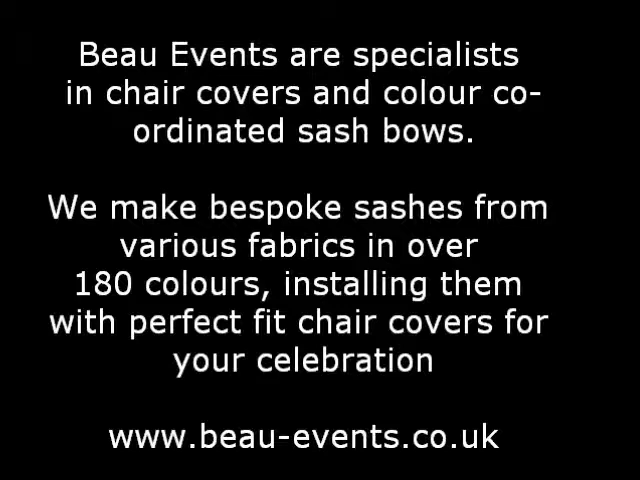 Beau Events are specialists
in chair covers and colour co-
ordinated sash bows.
We make bespoke sashes from
various fabrics in over
180 colours, installing them
with perfect fit chair covers for
your celebration
www.beau-events.co.uk